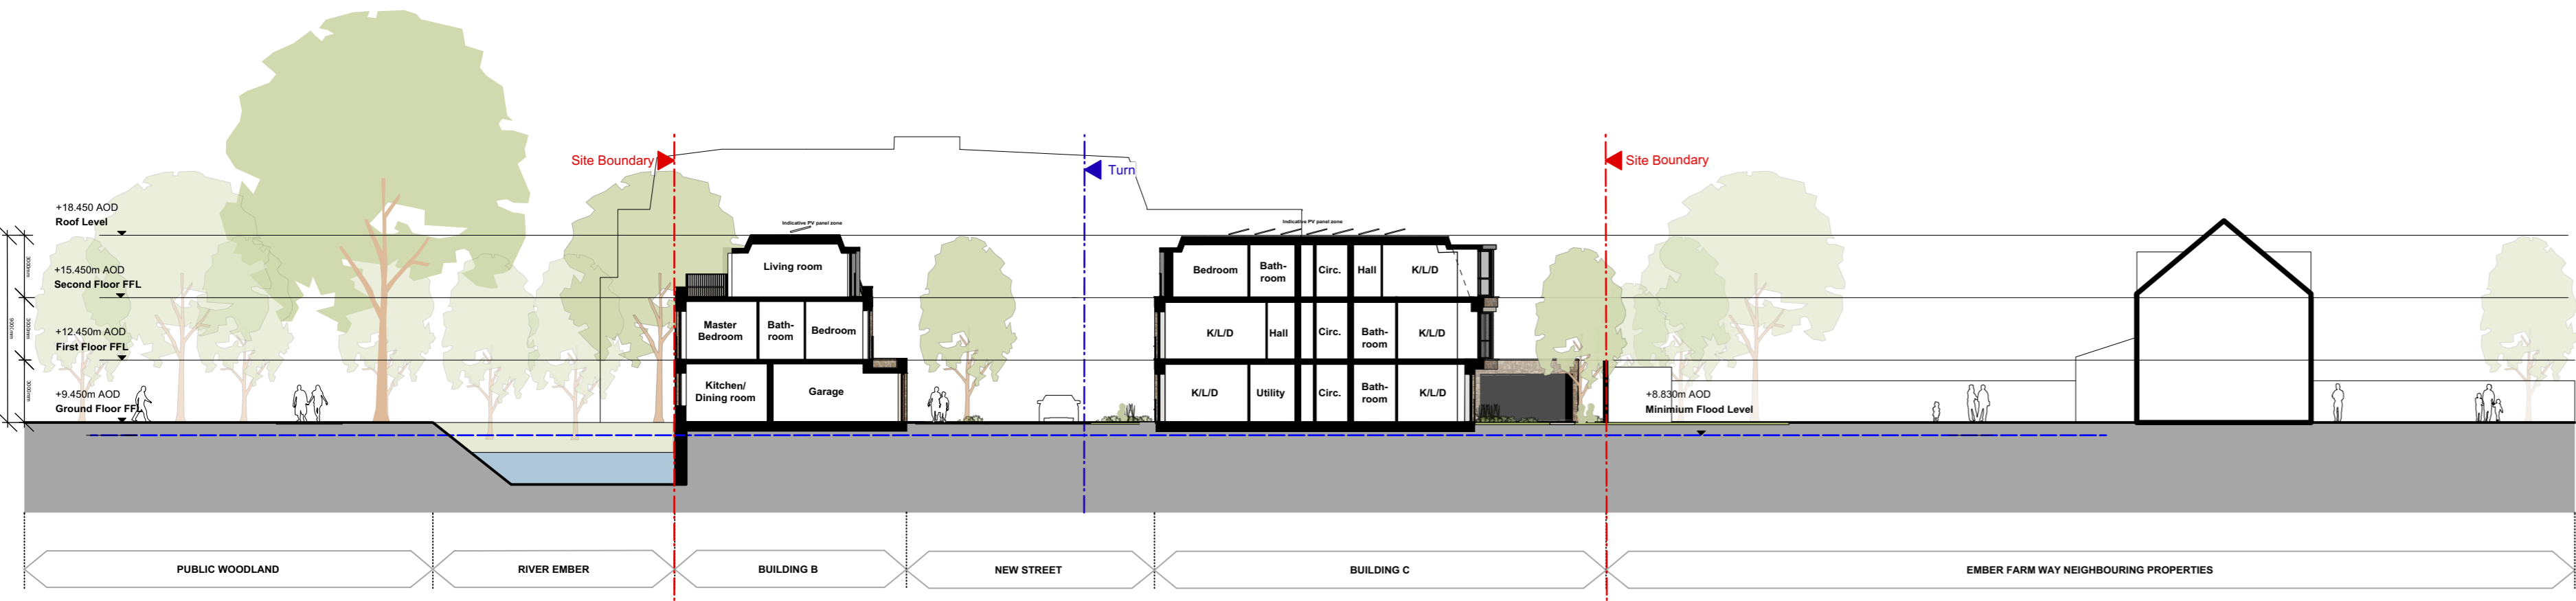 Site Boundary
Site Boundary
Turn
+18.450 AOD
Roof Level
Indicative PV panel zone
Indicative PV panel zone
+15.450m AOD
Second Floor FFL
Living room
Bedroom
Bath-
room
Circ.
Hall
K/L/D
3000mm
+12.450m AOD
First Floor FFL
Master
Bedroom
Bath-
room
Bedroom
K/L/D
Hall
Circ.
Bath-
room
K/L/D
3000mm
9000mm
+9.450m AOD
Ground Floor FFL
Kitchen/
Dining room
Garage
K/L/D
Utility
Circ.
Bath-
room
K/L/D
3000mm
+8.830m AOD
Minimium Flood Level
PUBLIC WOODLAND
RIVER EMBER
BUILDING B
NEW STREET
BUILDING C
EMBER FARM WAY NEIGHBOURING PROPERTIES